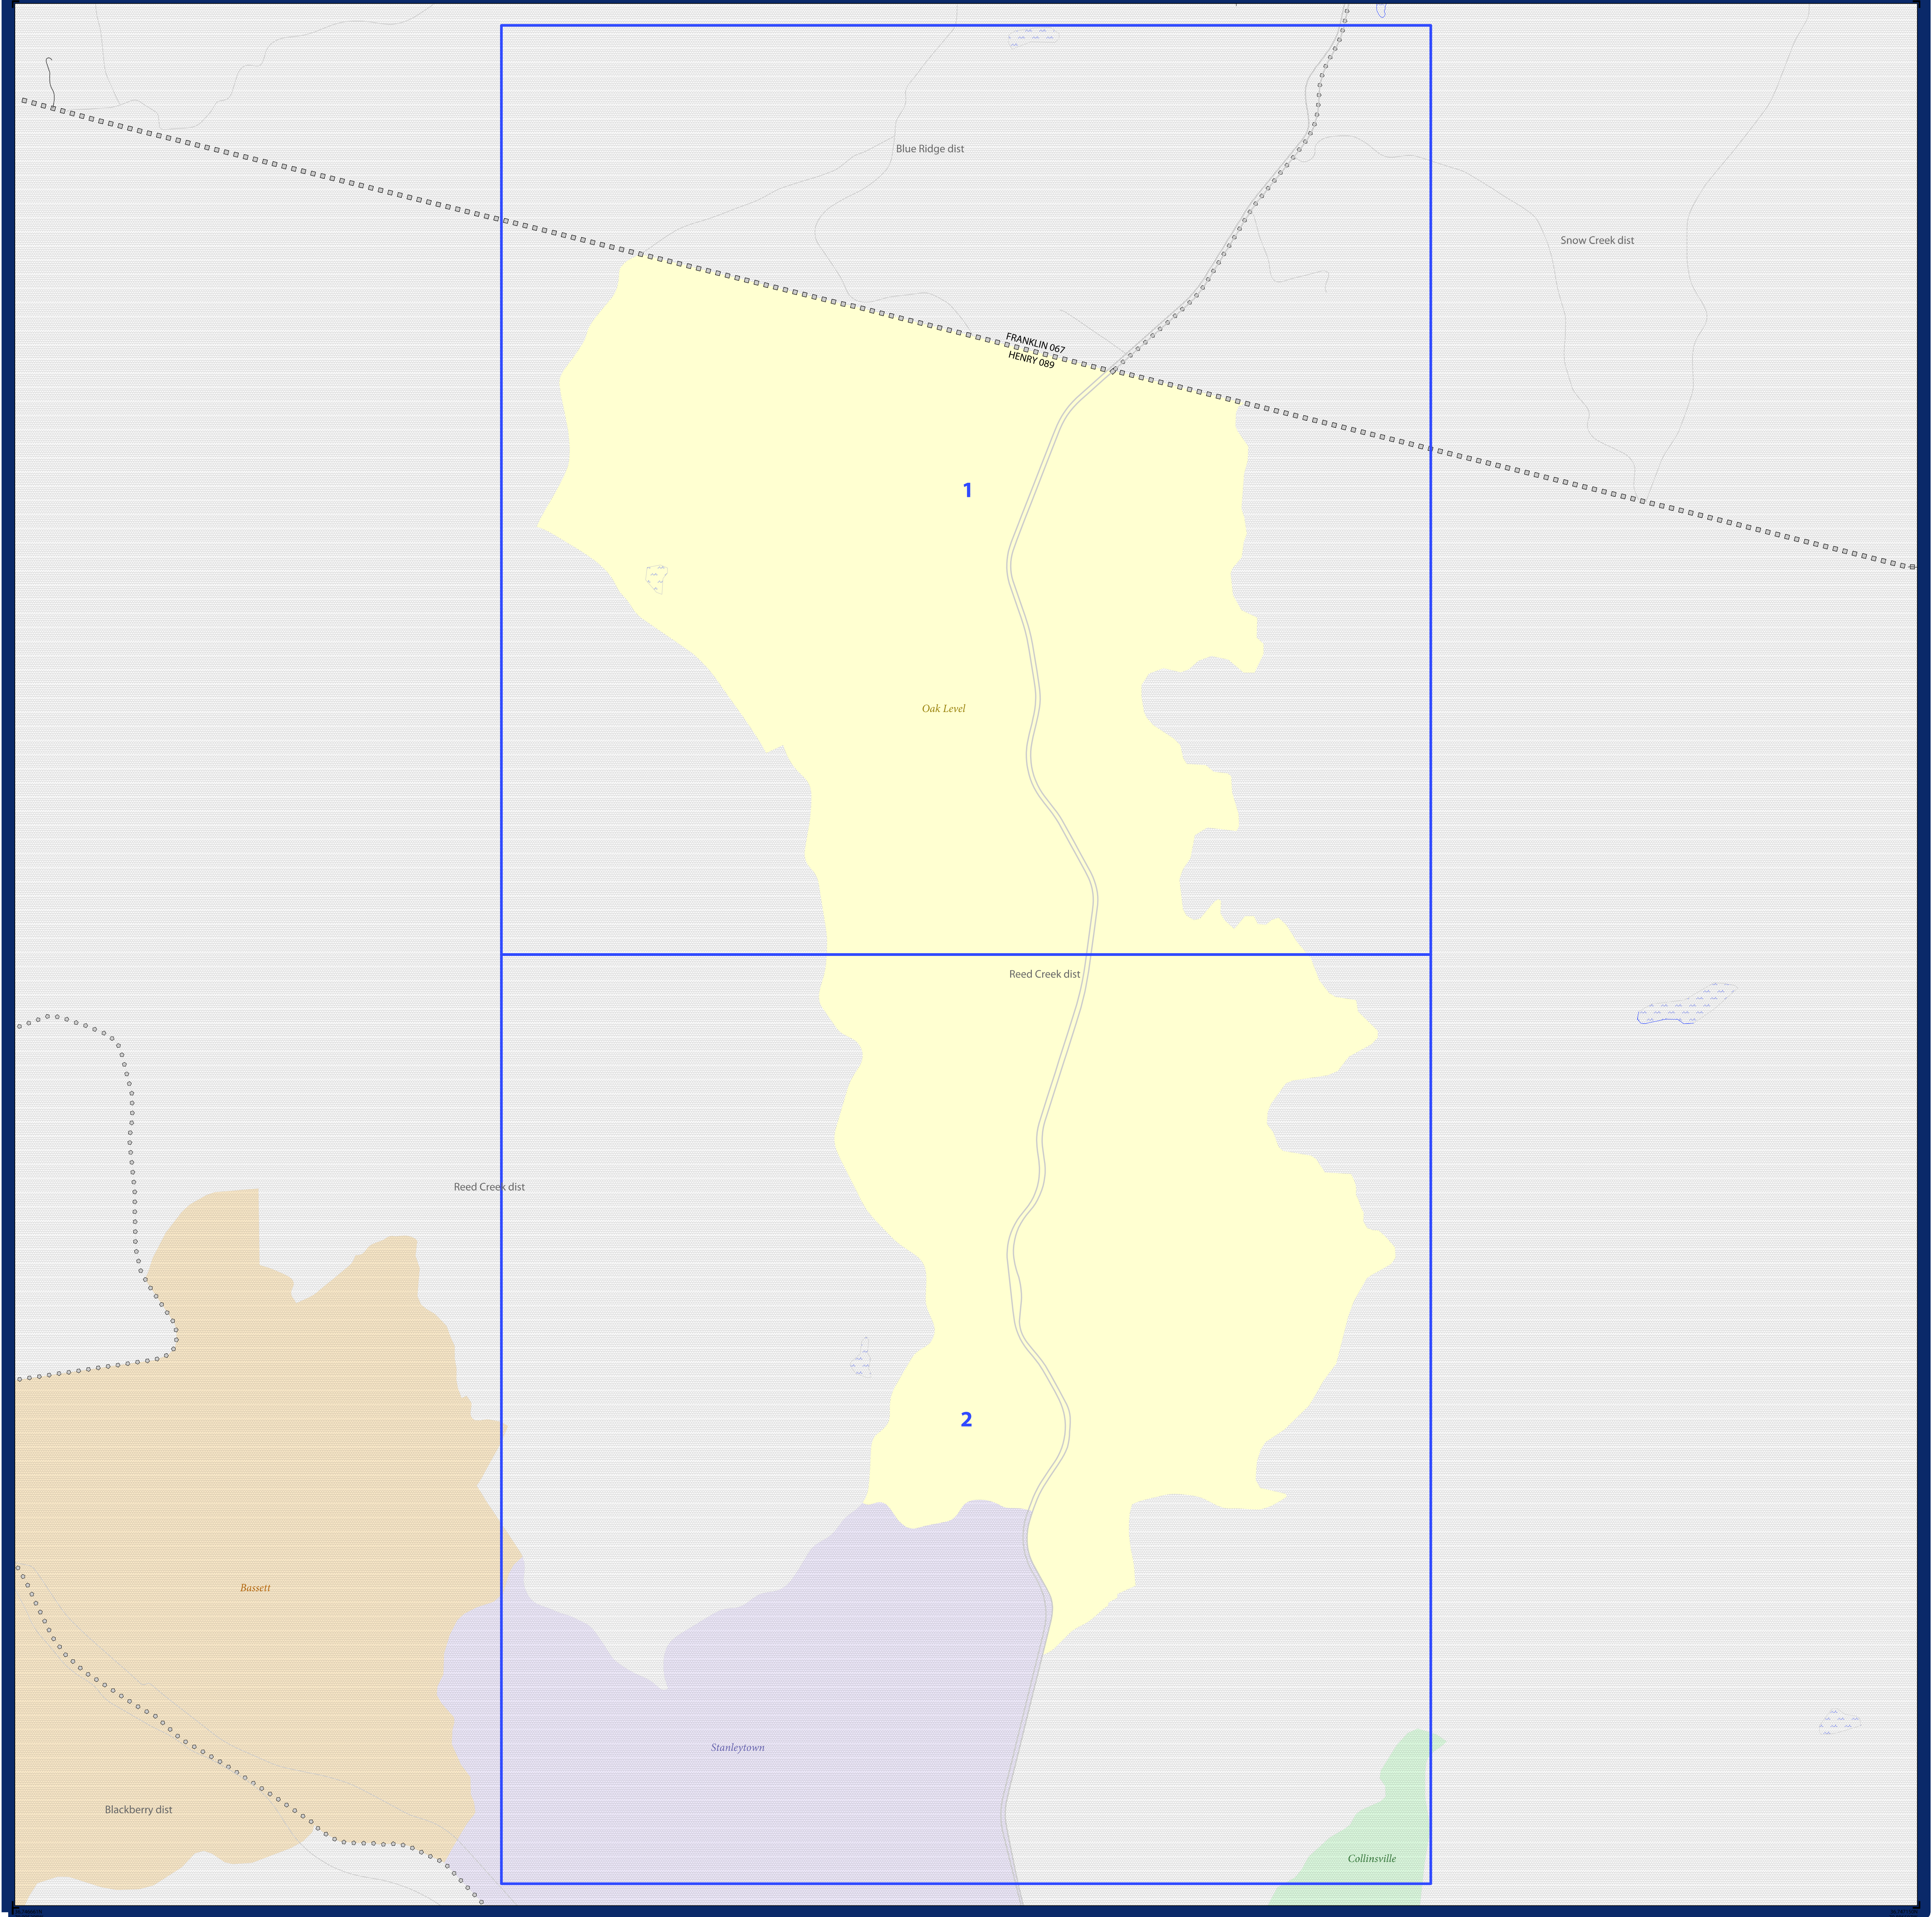 Blue Ridge dist
Snow Creek dist
FRANKLIN 067
HENRY 089
1
Oak Level
Reed Creek dist
Reed Creek dist
2
Bassett
Stanleytown
Blackberry dist
Collinsville